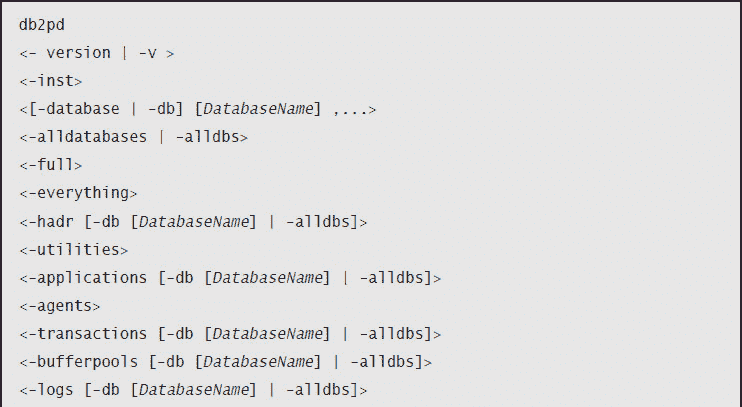 db2pd
<- version | -v >
<-inst>
<[-database | -db] [DatabaseName] ,...>
<-alldatabases | -alldbs>
<-full>
<-everything>
<-hadr [-db [DatabaseName] | -alldbs]>
<-utilities>
<-applications [-db [DatabaseName] | -alldbs]>
<-agents>
<-transactions [-db [DatabaseName] | -alldbs]>
<-bufferpools [-db [DatabaseName] | -alldbs]>
<-logs [-db [DatabaseName] | -alldbs]>